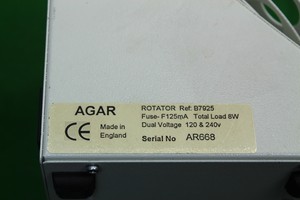 AGAR
CE Made in
England
ROTATOR Ref: B7925
Fuse- F125mA Total Load 8W
Dual Voltage 120 & 240v
Serial No AR668